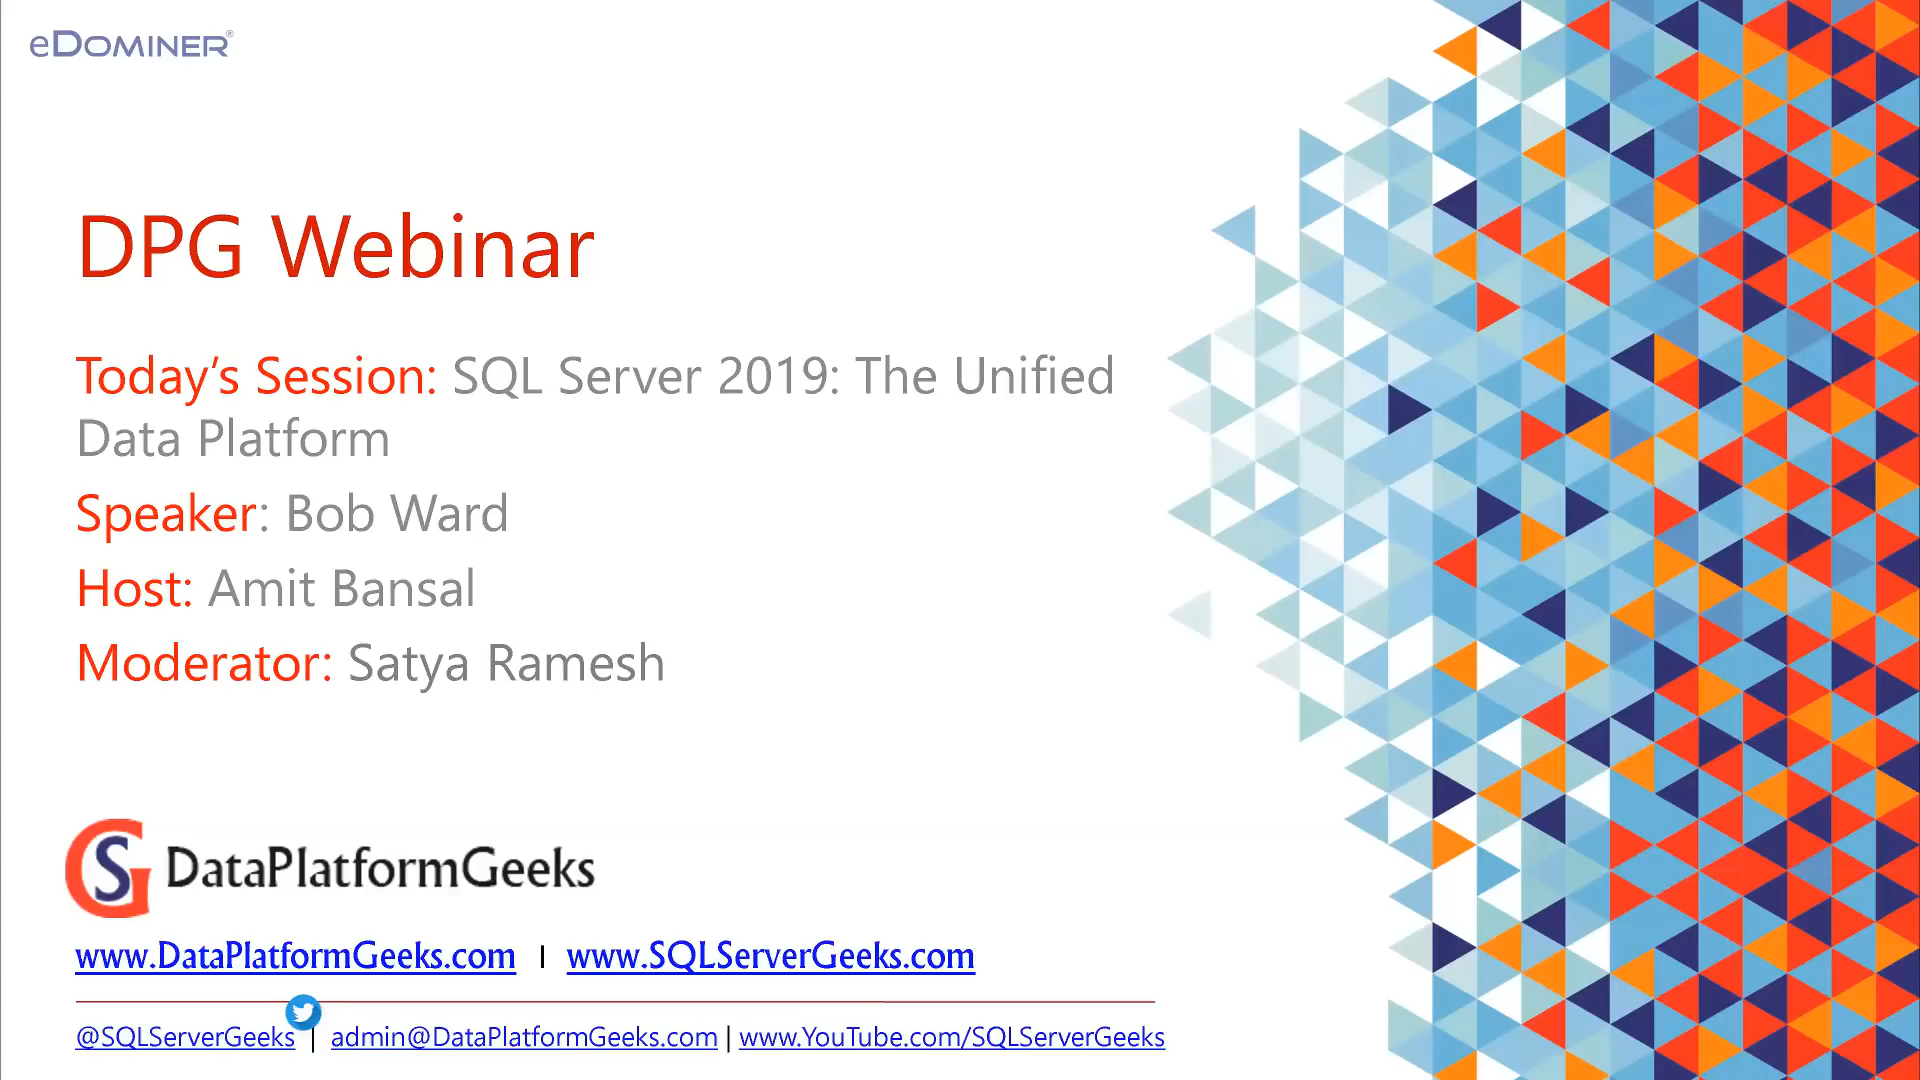 eDOMINER®
DPG Webinar
Today’s Session: SQL Server 2019: The Unified
Data Platform
Speaker: Bob Ward
Host: Amit Bansal
Moderator: Satya Ramesh
SG DataPlatformGeeks
www.DataPlatformGeeks.com | www.SQLServerGeeks.com
@SQLServerGeeks | admin@DataPlatformGeeks.com | www.YouTube.com/SQLServerGeeks